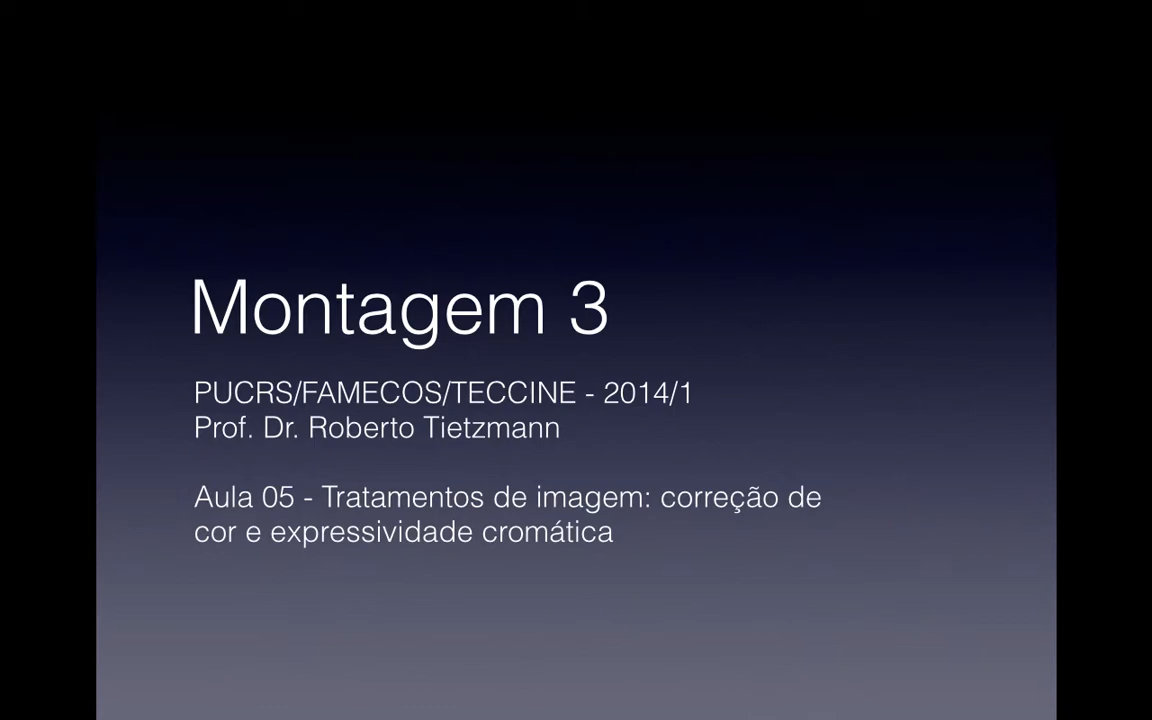 Montagem 3
PUCRS/FAMECOS/TECCINE - 2014/1
Prof. Dr. Roberto Tietzmann
Aula 05 - Tratamentos de imagem: correção de
cor e expressividade cromática